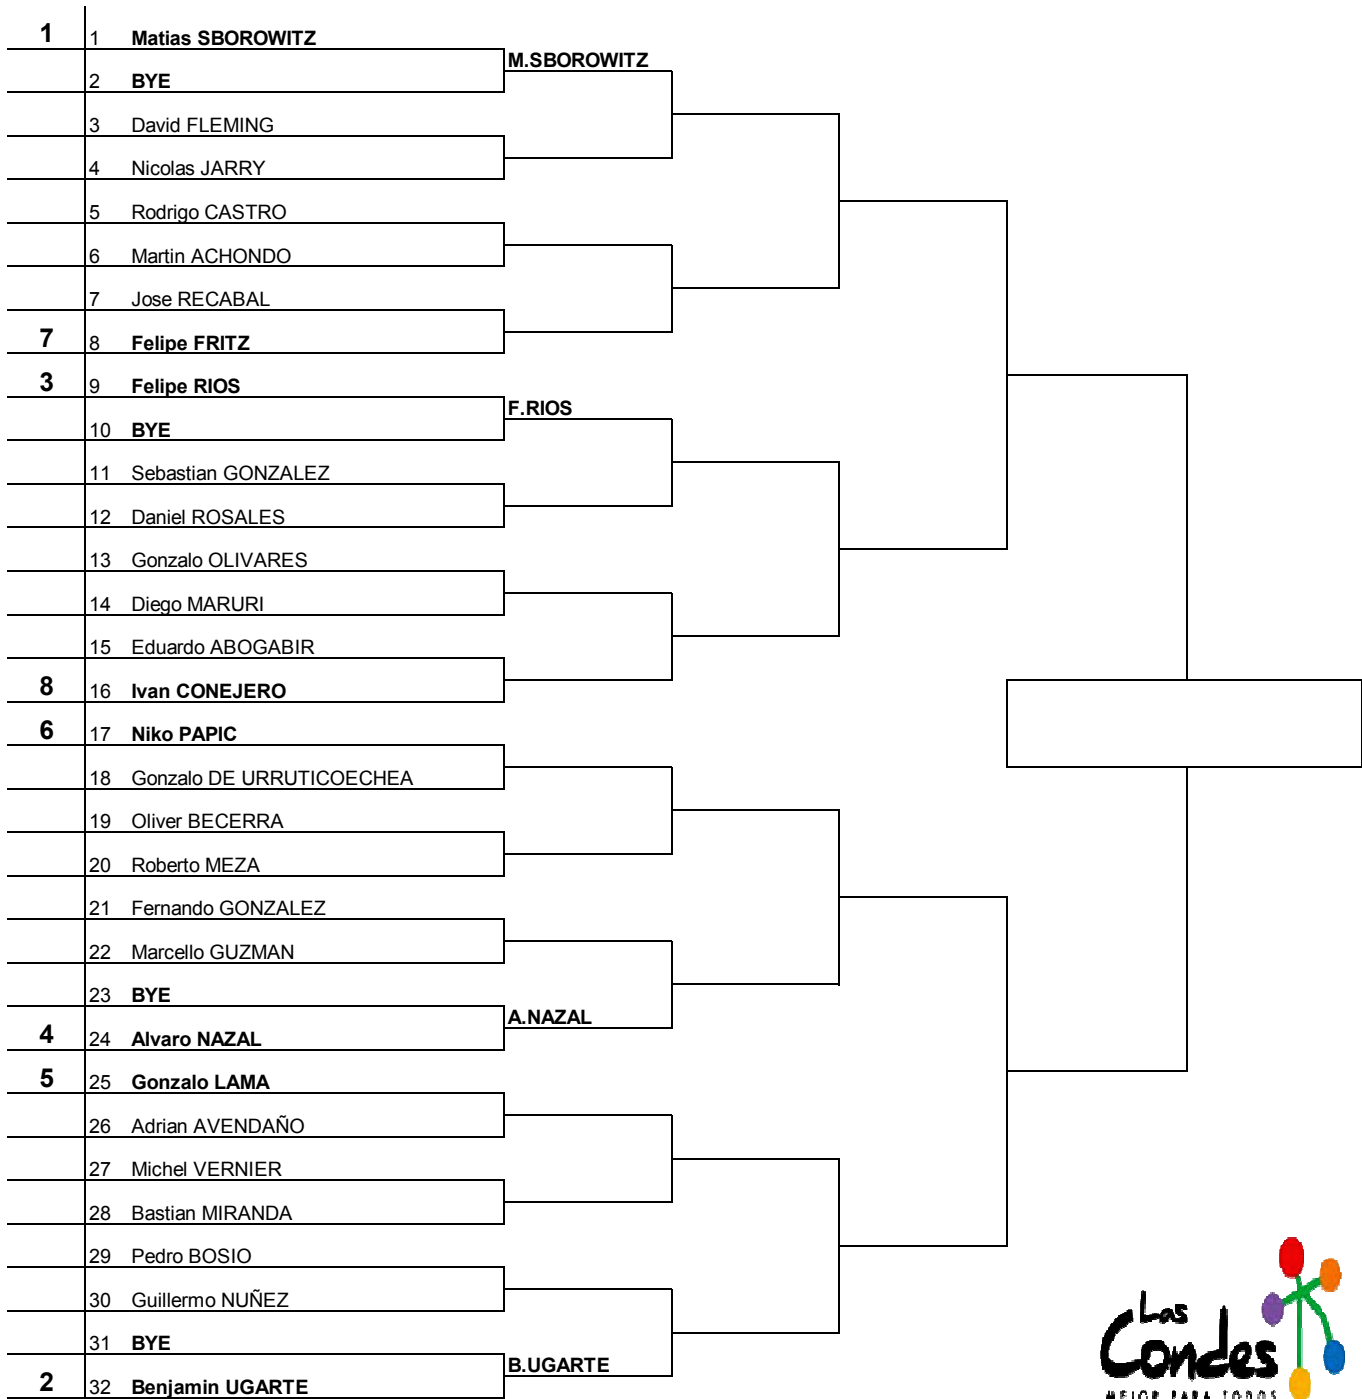 1 1 Matias SBOROWITZ
M.SBOROWITZ
2 BYE
3 David FLEMING
4 Nicolas JARRY
5 Rodrigo CASTRO
6 Martin ACHONDO
7 Jose RECABAL
7 8 Felipe FRITZ
3 9 Felipe RIOS
F.RIOS
10 BYE
11 Sebastian GONZALEZ
12 Daniel ROSALES
13 Gonzalo OLIVARES
14 Diego MARURI
15 Eduardo ABOGABIR
8 16 Ivan CONEJERO
6 17 Niko PAPIC
18 Gonzalo DE URRUTICOECHEA
19 Oliver BECERRA
20 Roberto MEZA
21 Fernando GONZALEZ
22 Marcello GUZMAN
23 BYE
A.NAZAL
4 24 Alvaro NAZAL
5 25 Gonzalo LAMA
26 Adrian AVENDAÑO
27 Michel VERNIER
28 Bastian MIRANDA
29 Pedro BOSIO
30 Guillermo NUÑEZ
31 BYE
B.UGARTE
2 32 Benjamin UGARTE
Las
Condes
MEJOR PARA TODOS